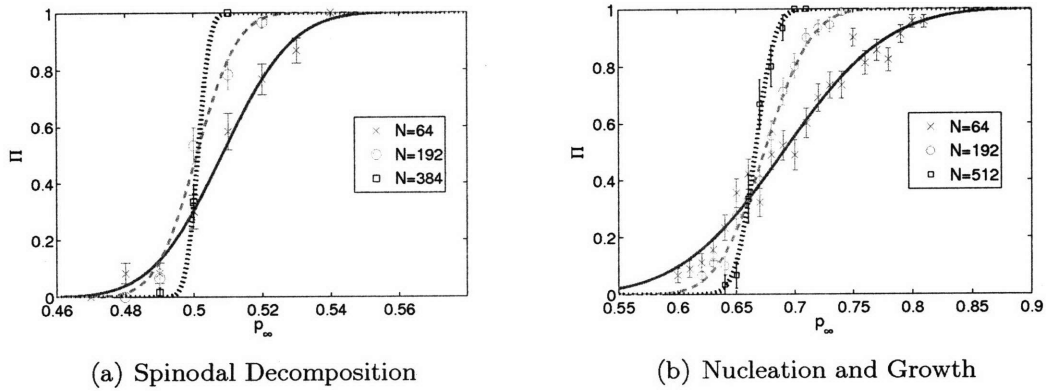 1
0.8
0.6
0.4
0.2
0
Π
0.46 0.48 0.5 0.52 0.54 0.56
p∞
N=64
N=192
N=384
(a) Spinodal Decomposition
1
0.8
0.6
0.4
0.2
0
Π
0.55 0.6 0.65 0.7 0.75 0.8 0.85 0.9
p∞
N=64
N=192
N=512
(b) Nucleation and Growth